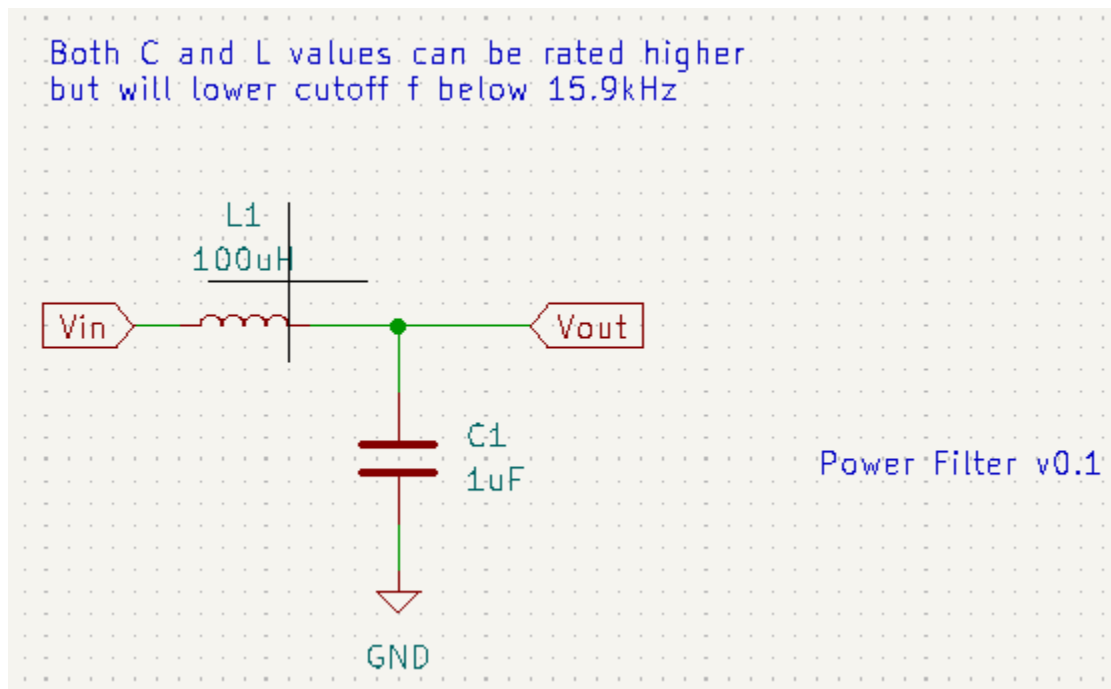 Both C and L values can be rated higher
but will lower cutoff f below 15.9kHz
L1
100uH
Vin
Vout
C1
1uF
Power Filter v0.1
GND